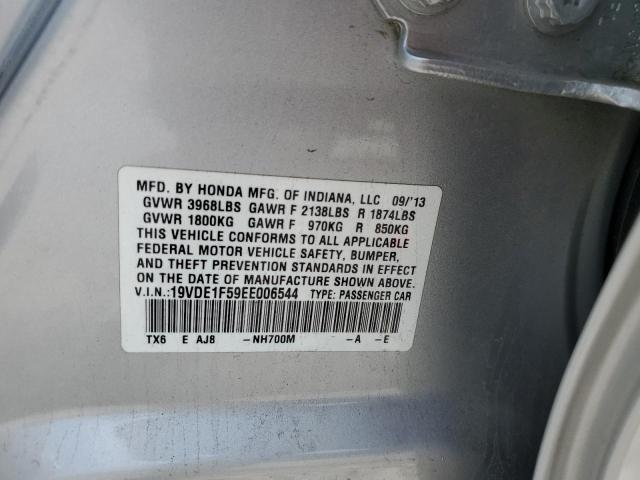 MFD. BY HONDA MFG. OF INDIANA, LLC 09/'13
GVWR 3968LBS GAWR F 2138LBS R 1874LBS
GVWR 1800KG GAWR F 970KG R 850KG
THIS VEHICLE CONFORMS TO ALL APPLICABLE
FEDERAL MOTOR VEHICLE SAFETY, BUMPER,
AND THEFT PREVENTION STANDARDS IN EFFECT
ON THE DATE OF MANUFACTURE SHOWN ABOVE.
V.I.N.:19VDE1F59EE006544 TYPE: PASSENGER CAR
TX6 E AJ8 -NH700M -A -E